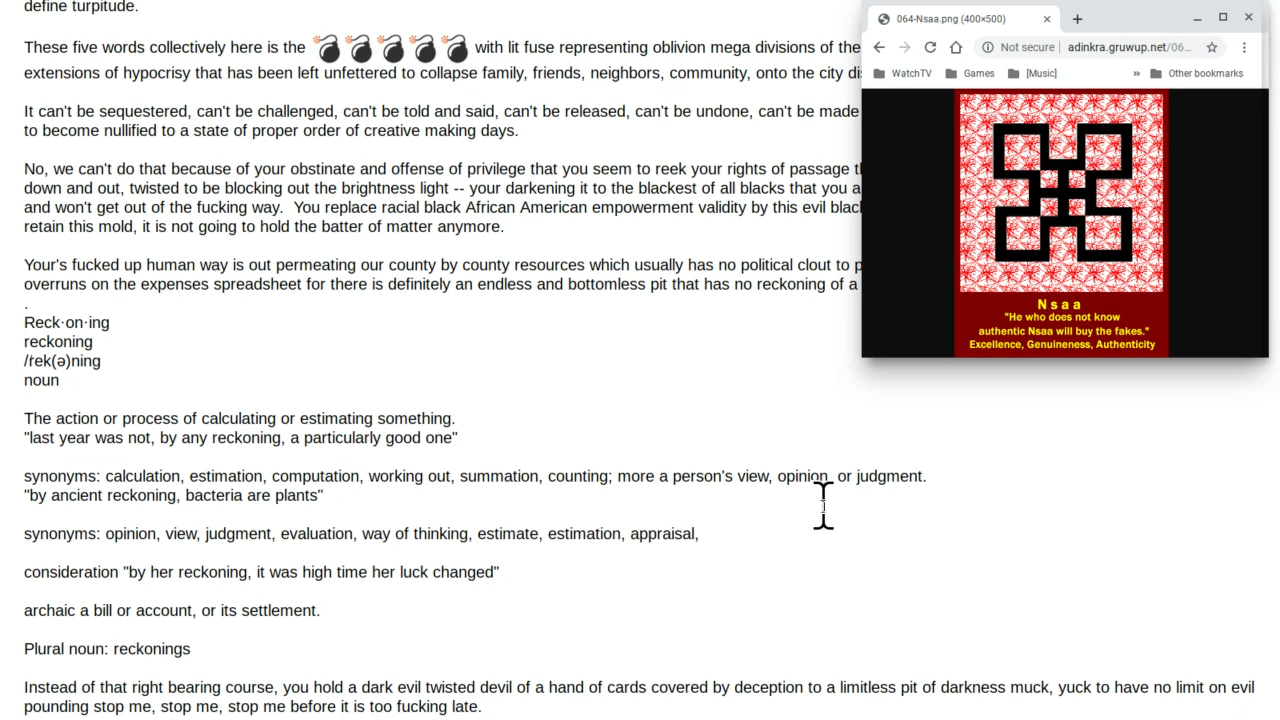 define turpitude.
These five words collectively here is the 💣💣💣💣💣 with lit fuse representing oblivion mega divisions of the
extensions of hypocrisy that has been left unfettered to collapse family, friends, neighbors, community, onto the city
It can't be sequestered, can't be challenged, can't be told and said, can't be released, can't be undone, can't be made
to become nullified to a state of proper order of creative making days.
No, we can't do that because of your obstinate and offense of privilege that you seem to reek your rights of passage
down and out, twisted to be blocking out the brightness light -- your darkening it to the blackest of all blacks that you
and won't get out of the fucking way.  You replace racial black African American empowerment validity by this evil
retain this mold, it is not going to hold the batter of matter anymore.
Your's fucked up human way is out permeating our county by county resources which usually has no political clout to
overruns on the expenses spreadsheet for there is definitely an endless and bottomless pit that has no reckoning of a
.
Reck·on·ing
reckoning
/ˈrek(ə)ning
noun
The action or process of calculating or estimating something.
"last year was not, by any reckoning, a particularly good one"
synonyms: calculation, estimation, computation, working out, summation, counting; more a person's view, opinion, or judgment.
"by ancient reckoning, bacteria are plants"
synonyms: opinion, view, judgment, evaluation, way of thinking, estimate, estimation, appraisal,
consideration "by her reckoning, it was high time her luck changed"
archaic a bill or account, or its settlement.
Plural noun: reckonings
Instead of that right bearing course, you hold a dark evil twisted devil of a hand of cards covered by deception to a limitless pit of darkness muck, yuck to have no limit on evil
pounding stop me, stop me, stop me before it is too fucking late.
064-Nsaa.png (400×500)
Not secure | adinkra.gruwup.net/06...
WatchTV Games [Music] » Other bookmarks
Nsaa
"He who does not know
authentic Nsaa will buy the fakes."
Excellence, Genuineness, Authenticity